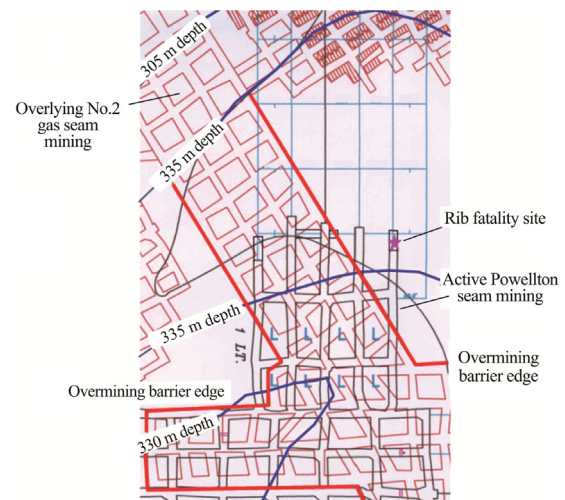 305 m depth
Overlying No.2
gas seam
mining
335 m depth
Rib fatality site
Active Powellton
seam mining
335 m depth
1 LT.
L L L L
Overmining
barrier edge
L L L L
Overmining barrier edge
330 m depth